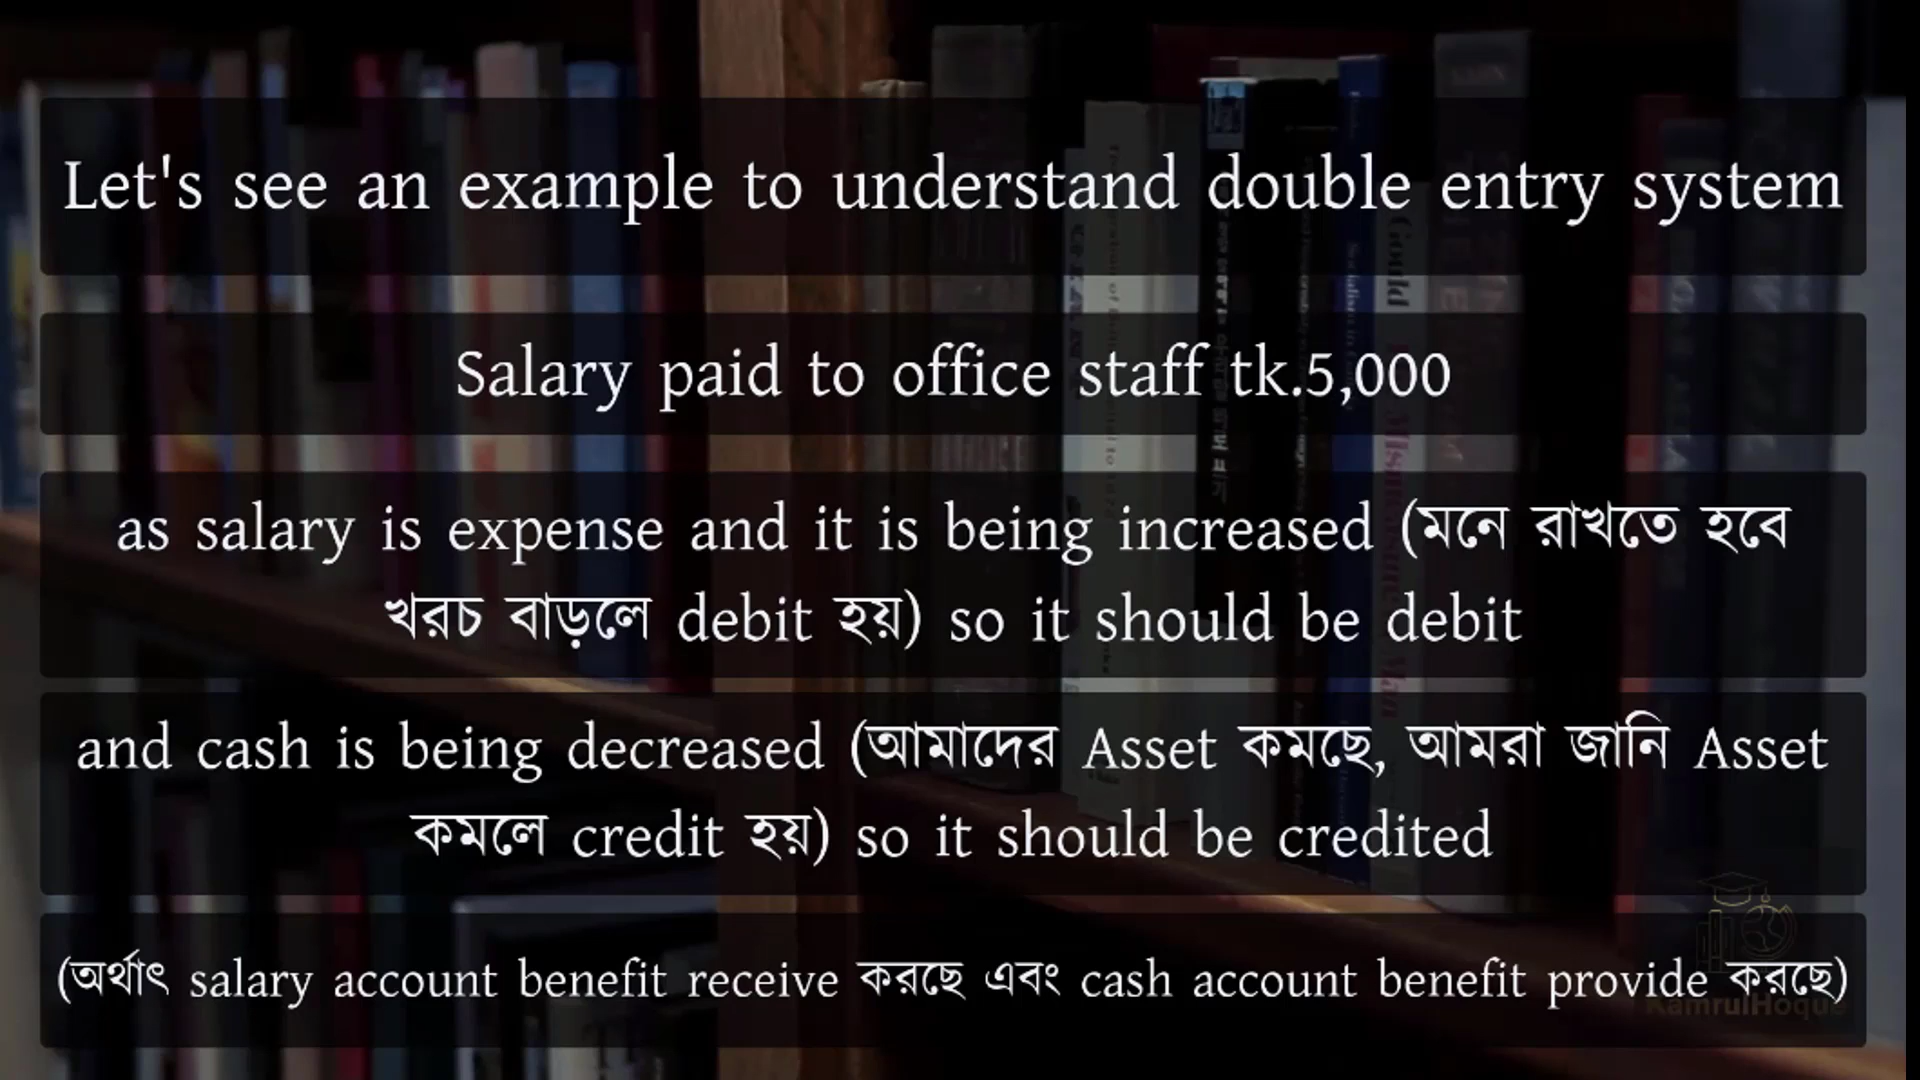 Let's see an example to understand double entry system
Salary paid to office staff tk.5,000
as salary is expense and it is being increased (মনে রাখতে হবে
খরচ বাড়লে debit হয়) so it should be debit
and cash is being decreased (আমাদের Asset কমছে, আমরা জানি Asset
কমলে credit হয়) so it should be credited
(অর্থাৎ salary account benefit receive করছে এবং cash account benefit provide করছে)
KamrulHoque
Gould